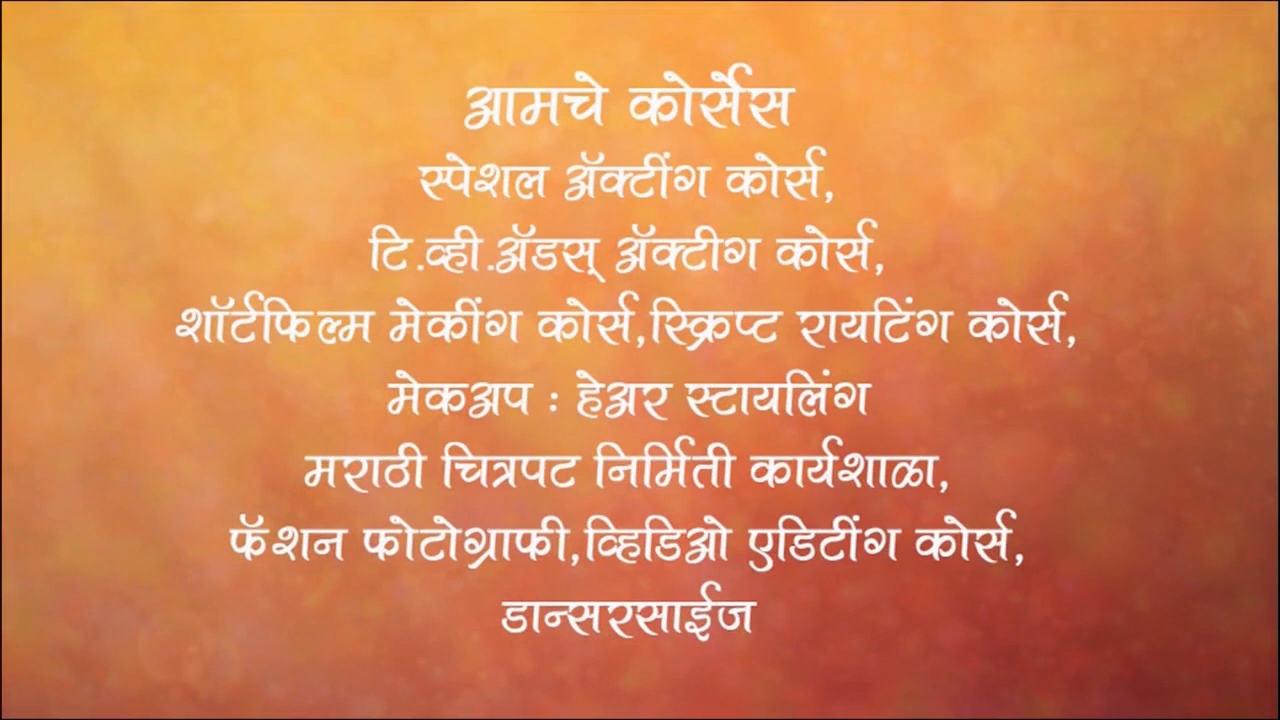 आमचे कोर्सेस
स्पेशल ॲक्टींग कोर्स,
टि.व्ही.ॲडस् ॲक्टीग कोर्स,
शॉर्टफिल्म मेकींग कोर्स,स्क्रिप्ट रायटिंग कोर्स,
मेकअप : हेअर स्टायलिंग
मराठी चित्रपट निर्मिती कार्यशाळा,
फॅशन फोटोग्राफी,व्हिडिओ एडिटींग कोर्स,
डान्सरसाईज